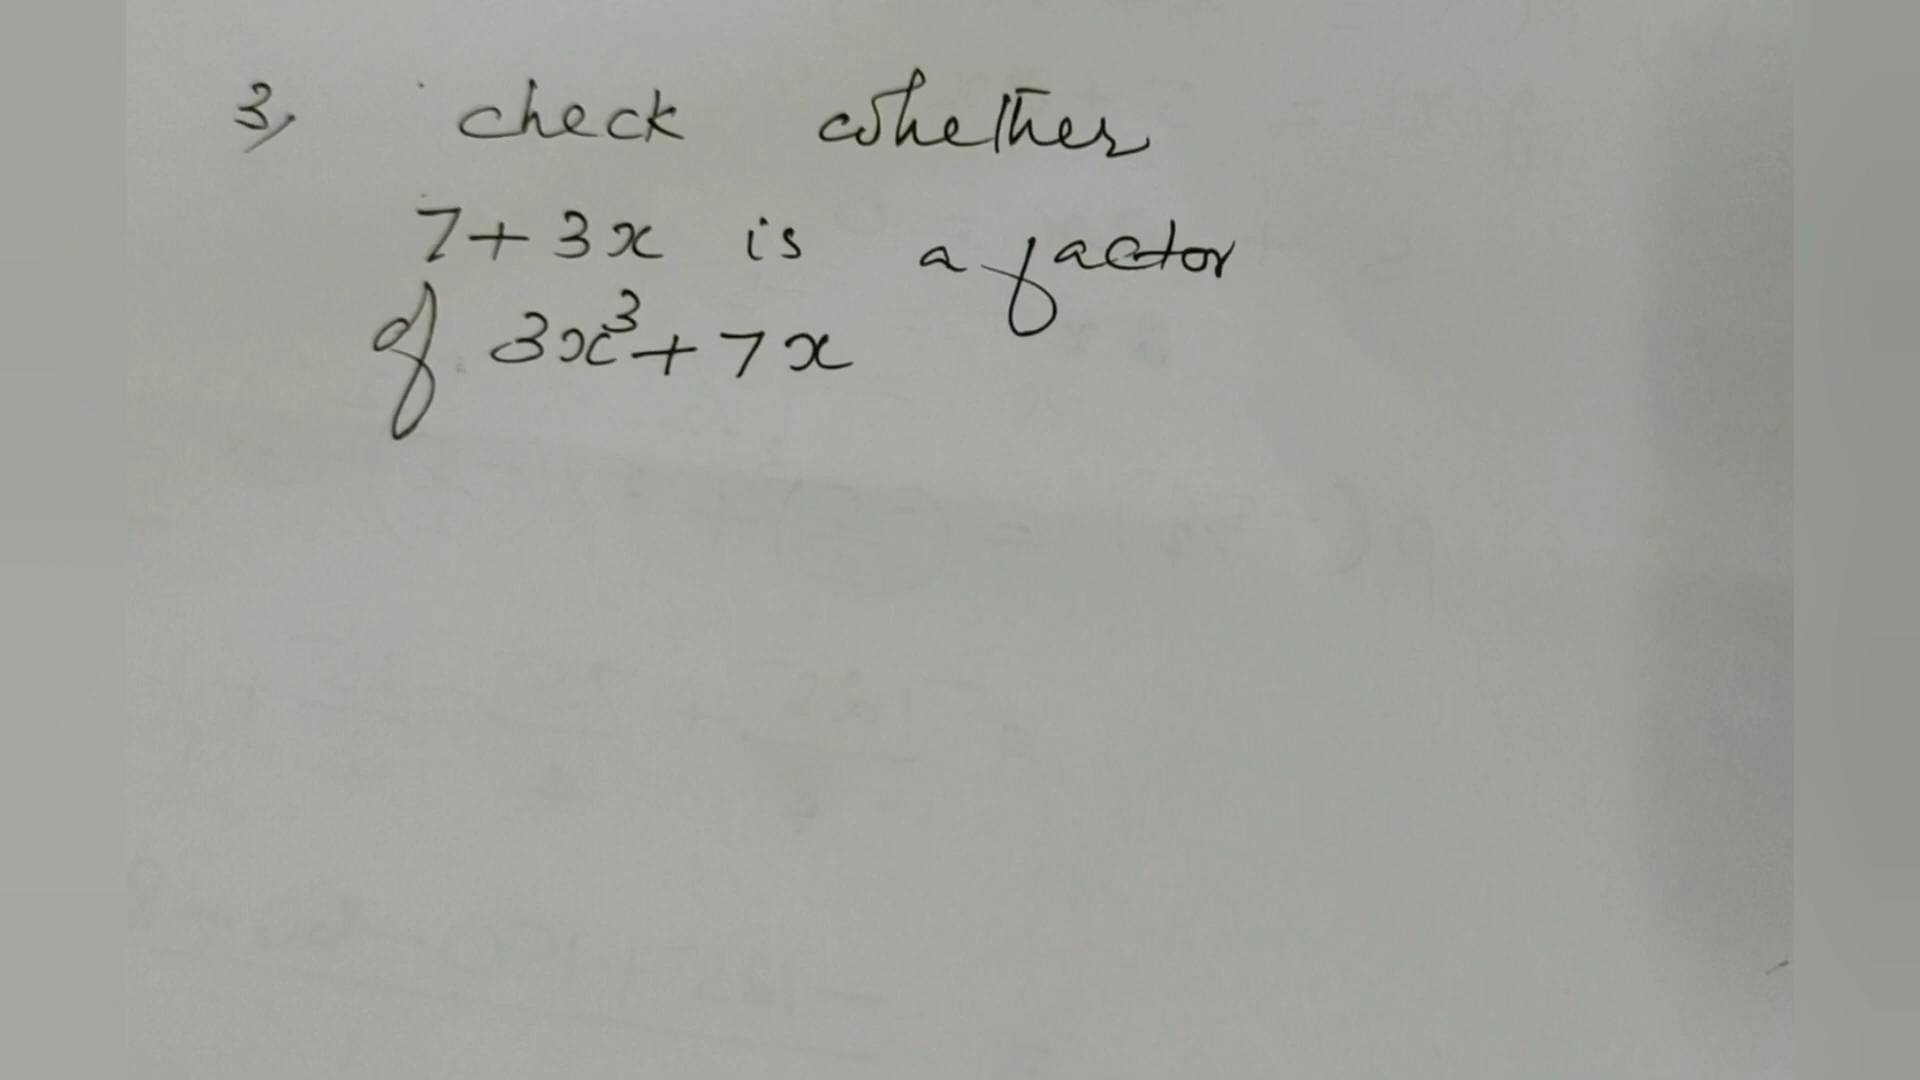 3, check whether
7+3x is a factor
of 3x³+7x